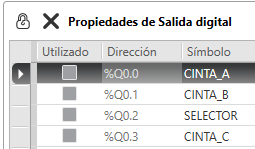 Propiedades de Salida digital
Utilizado Dirección Símbolo
%Q0.0 CINTA_A
%Q0.1 CINTA_B
%Q0.2 SELECTOR
%Q0.3 CINTA_C